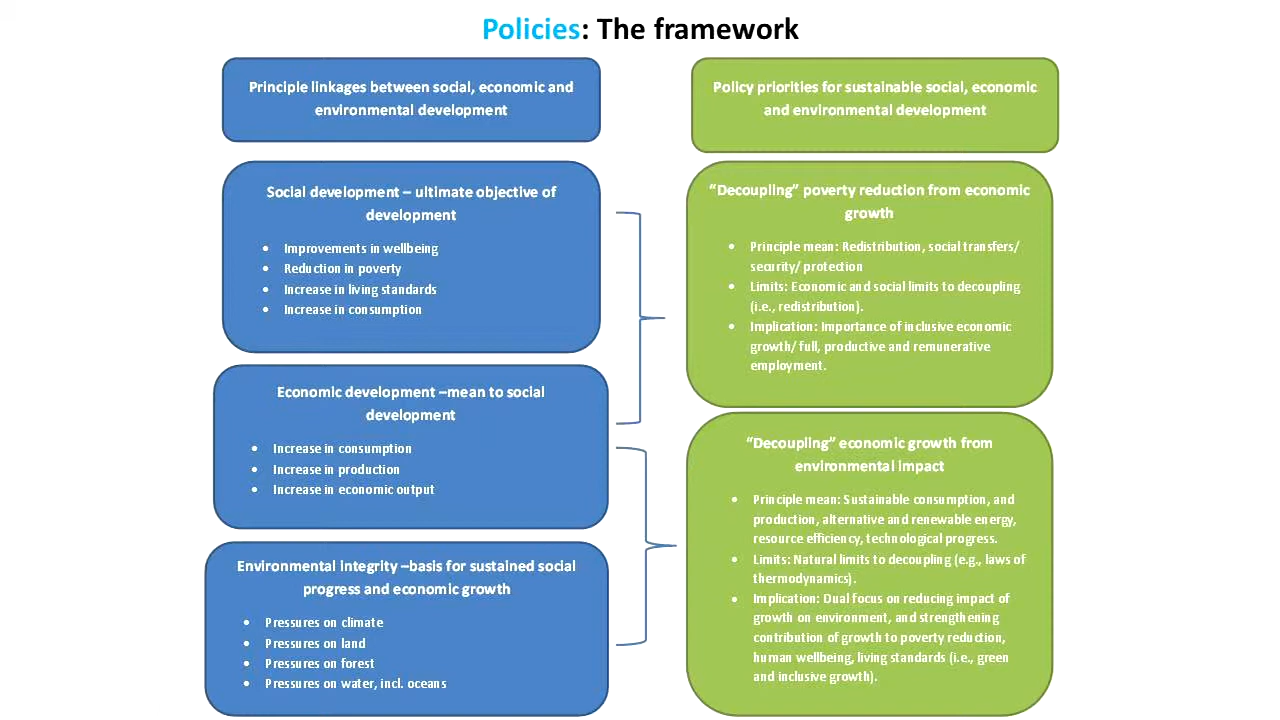 Policies: The framework
Principle linkages between social, economic and
environmental development
Social development – ultimate objective of
development
• Improvements in wellbeing
• Reduction in poverty
• Increase in living standards
• Increase in consumption
Economic development –mean to social
development
• Increase in consumption
• Increase in production
• Increase in economic output
Environmental integrity –basis for sustained social
progress and economic growth
• Pressures on climate
• Pressures on land
• Pressures on forest
• Pressures on water, incl. oceans
Policy priorities for sustainable social, economic
and environmental development
“Decoupling” poverty reduction from economic
growth
• Principle mean: Redistribution, social transfers/
security/ protection
• Limits: Economic and social limits to decoupling
(i.e., redistribution).
• Implication: Importance of inclusive economic
growth/ full, productive and remunerative
employment.
“Decoupling” economic growth from
environmental impact
• Principle mean: Sustainable consumption, and
production, alternative and renewable energy,
resource efficiency, technological progress.
• Limits: Natural limits to decoupling (e.g., laws of
thermodynamics).
• Implication: Dual focus on reducing impact of
growth on environment, and strengthening
contribution of growth to poverty reduction,
human wellbeing, living standards (i.e., green
and inclusive growth).